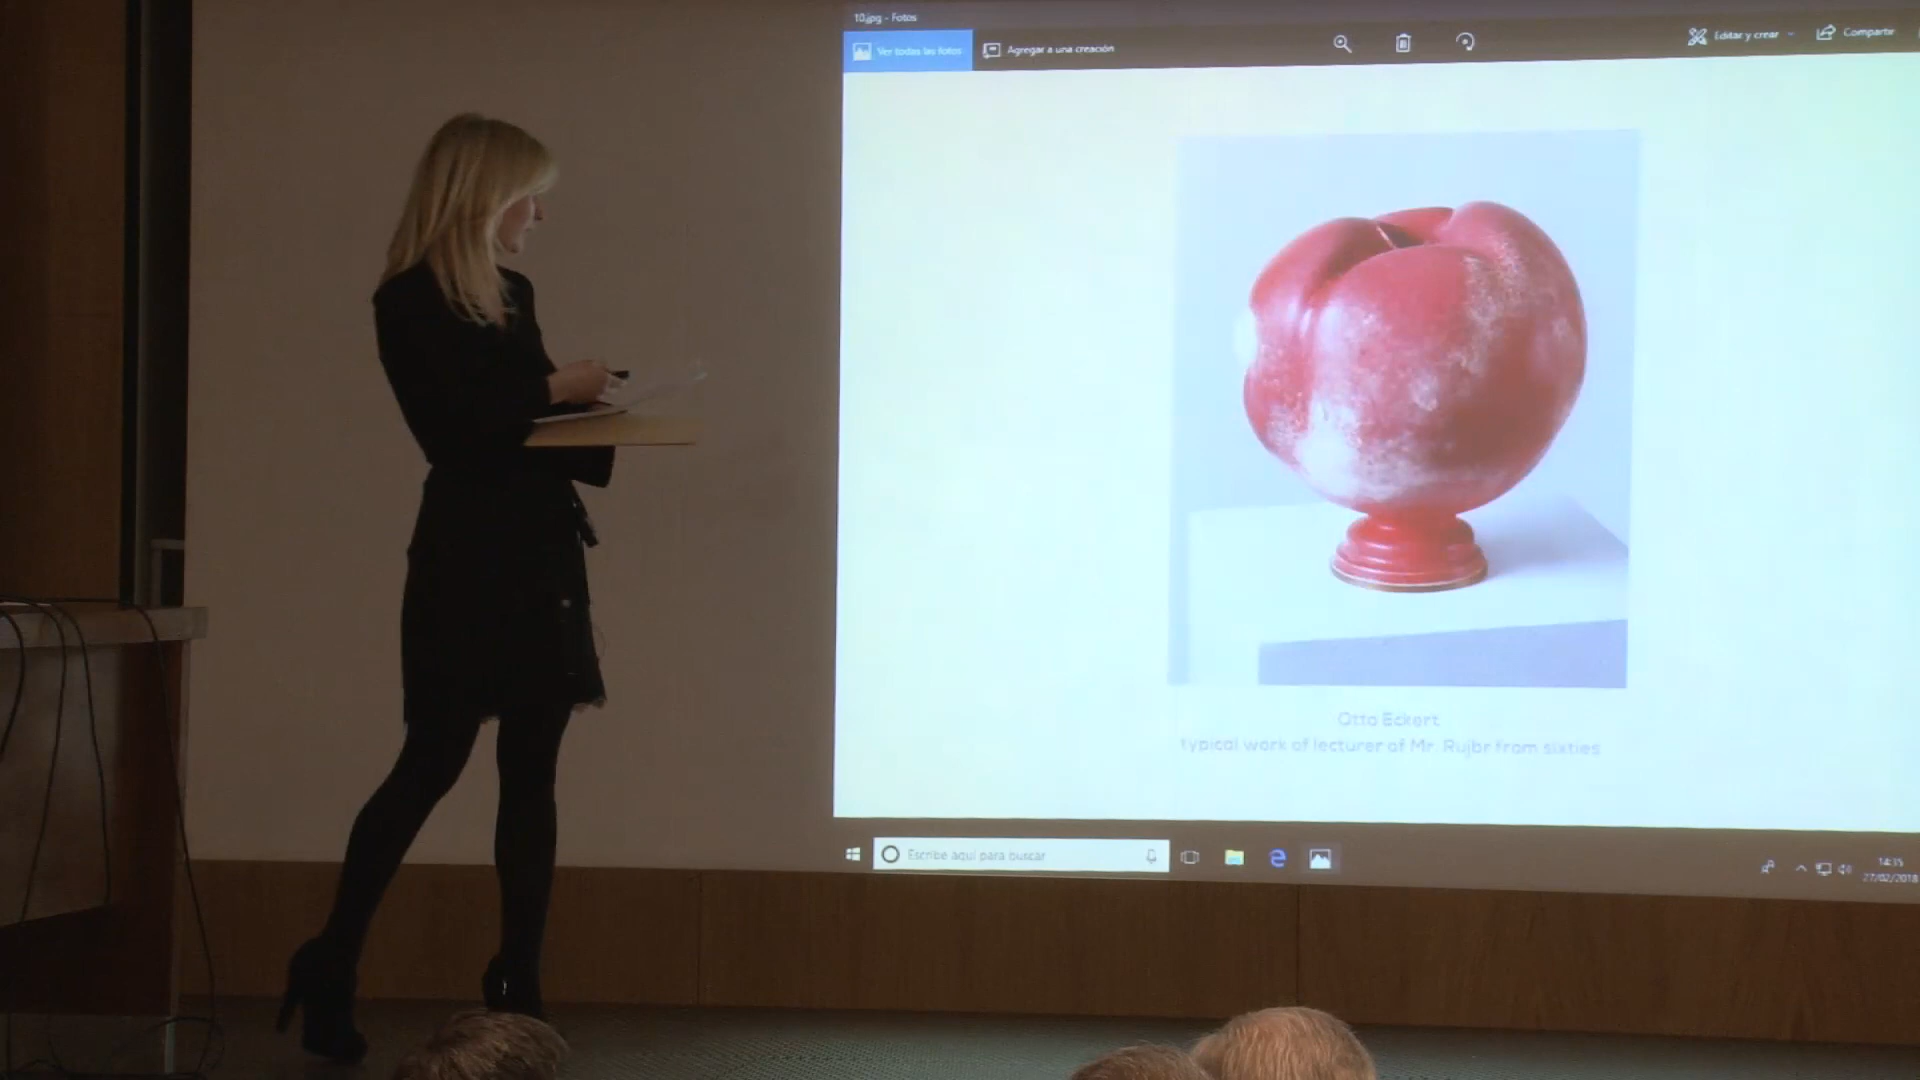 10.jpg - Fotos
Ver todas las fotos
Agregar a una creación
Editar y crear
Compartir
Otto Eckert
typical work of lecturer of Mr. Rujbr from sixties
Escribe aquí para buscar
14:35
27/02/2018